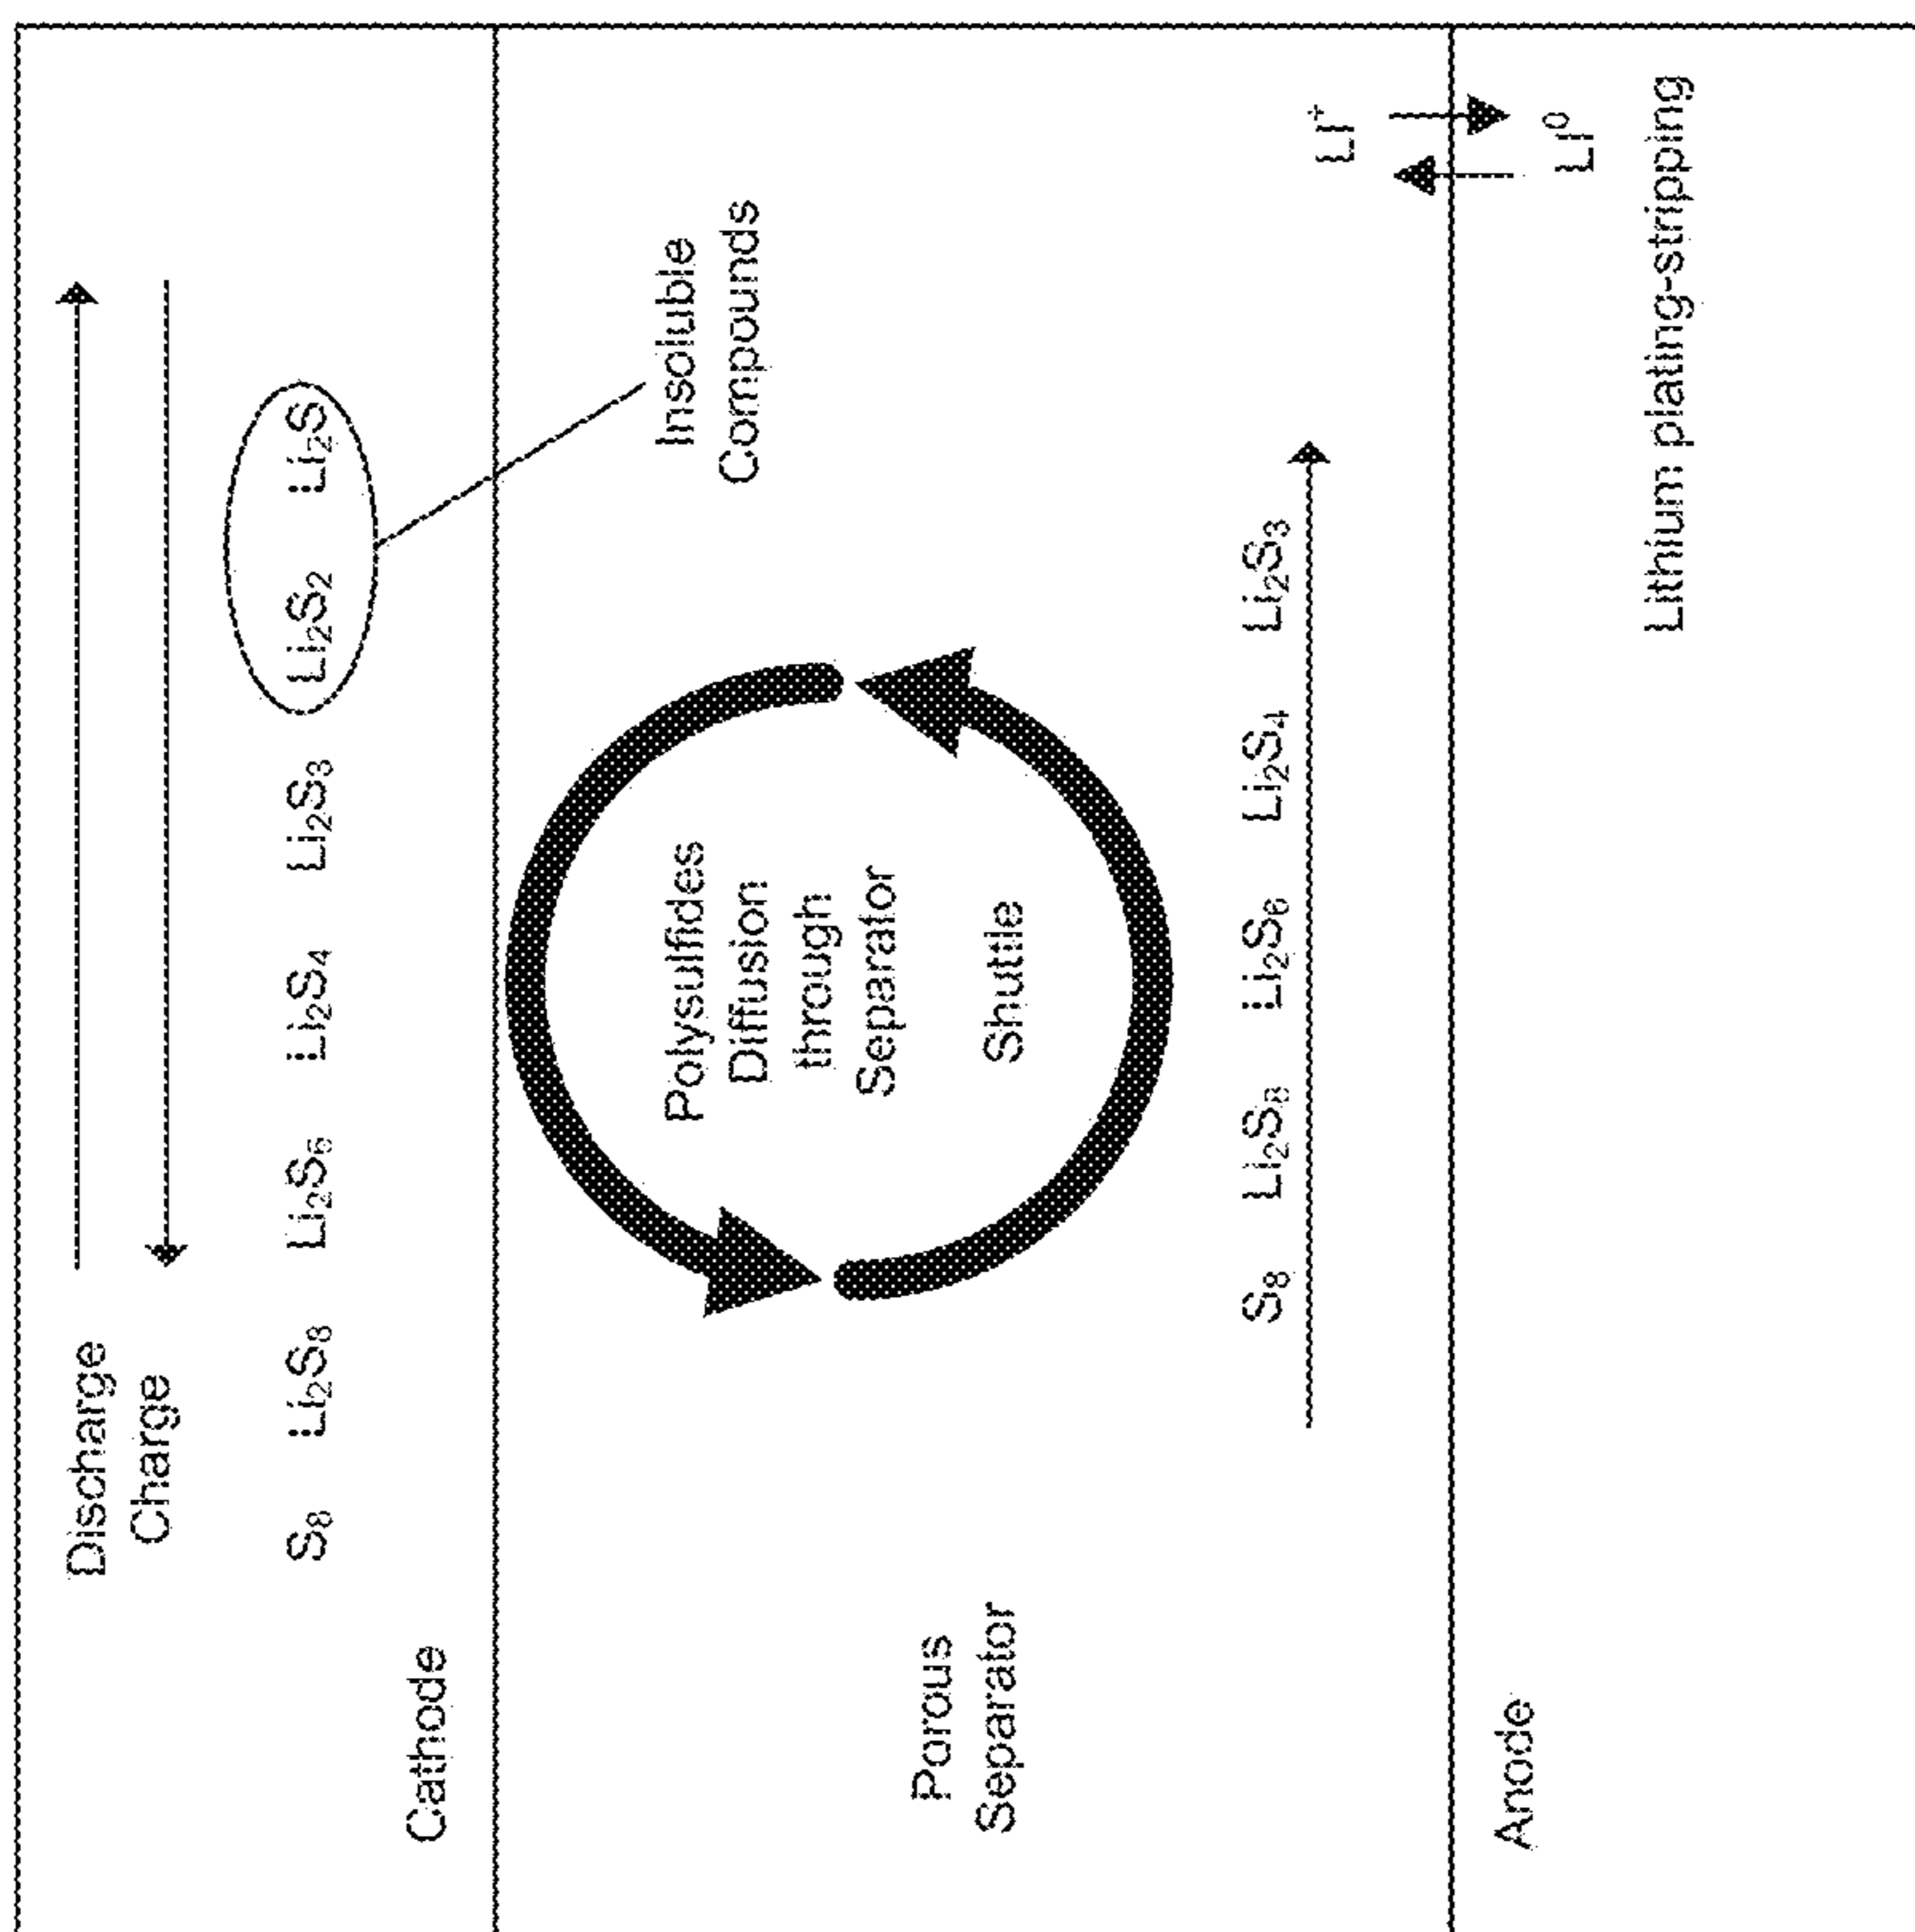 Discharge
Charge
S₈ Li₂S₈ Li₂S₆ Li₂S₄ Li₂S₃ Li₂S₂ Li₂S
Cathode
Insoluble
Compounds
Polysulfides
Diffusion
through
Separator
Shuttle
Porous
Separator
S₈ Li₂S₈ Li₂S₆ Li₂S₄ Li₂S₃
Li⁺
Li⁰
Anode
Lithium plating-stripping